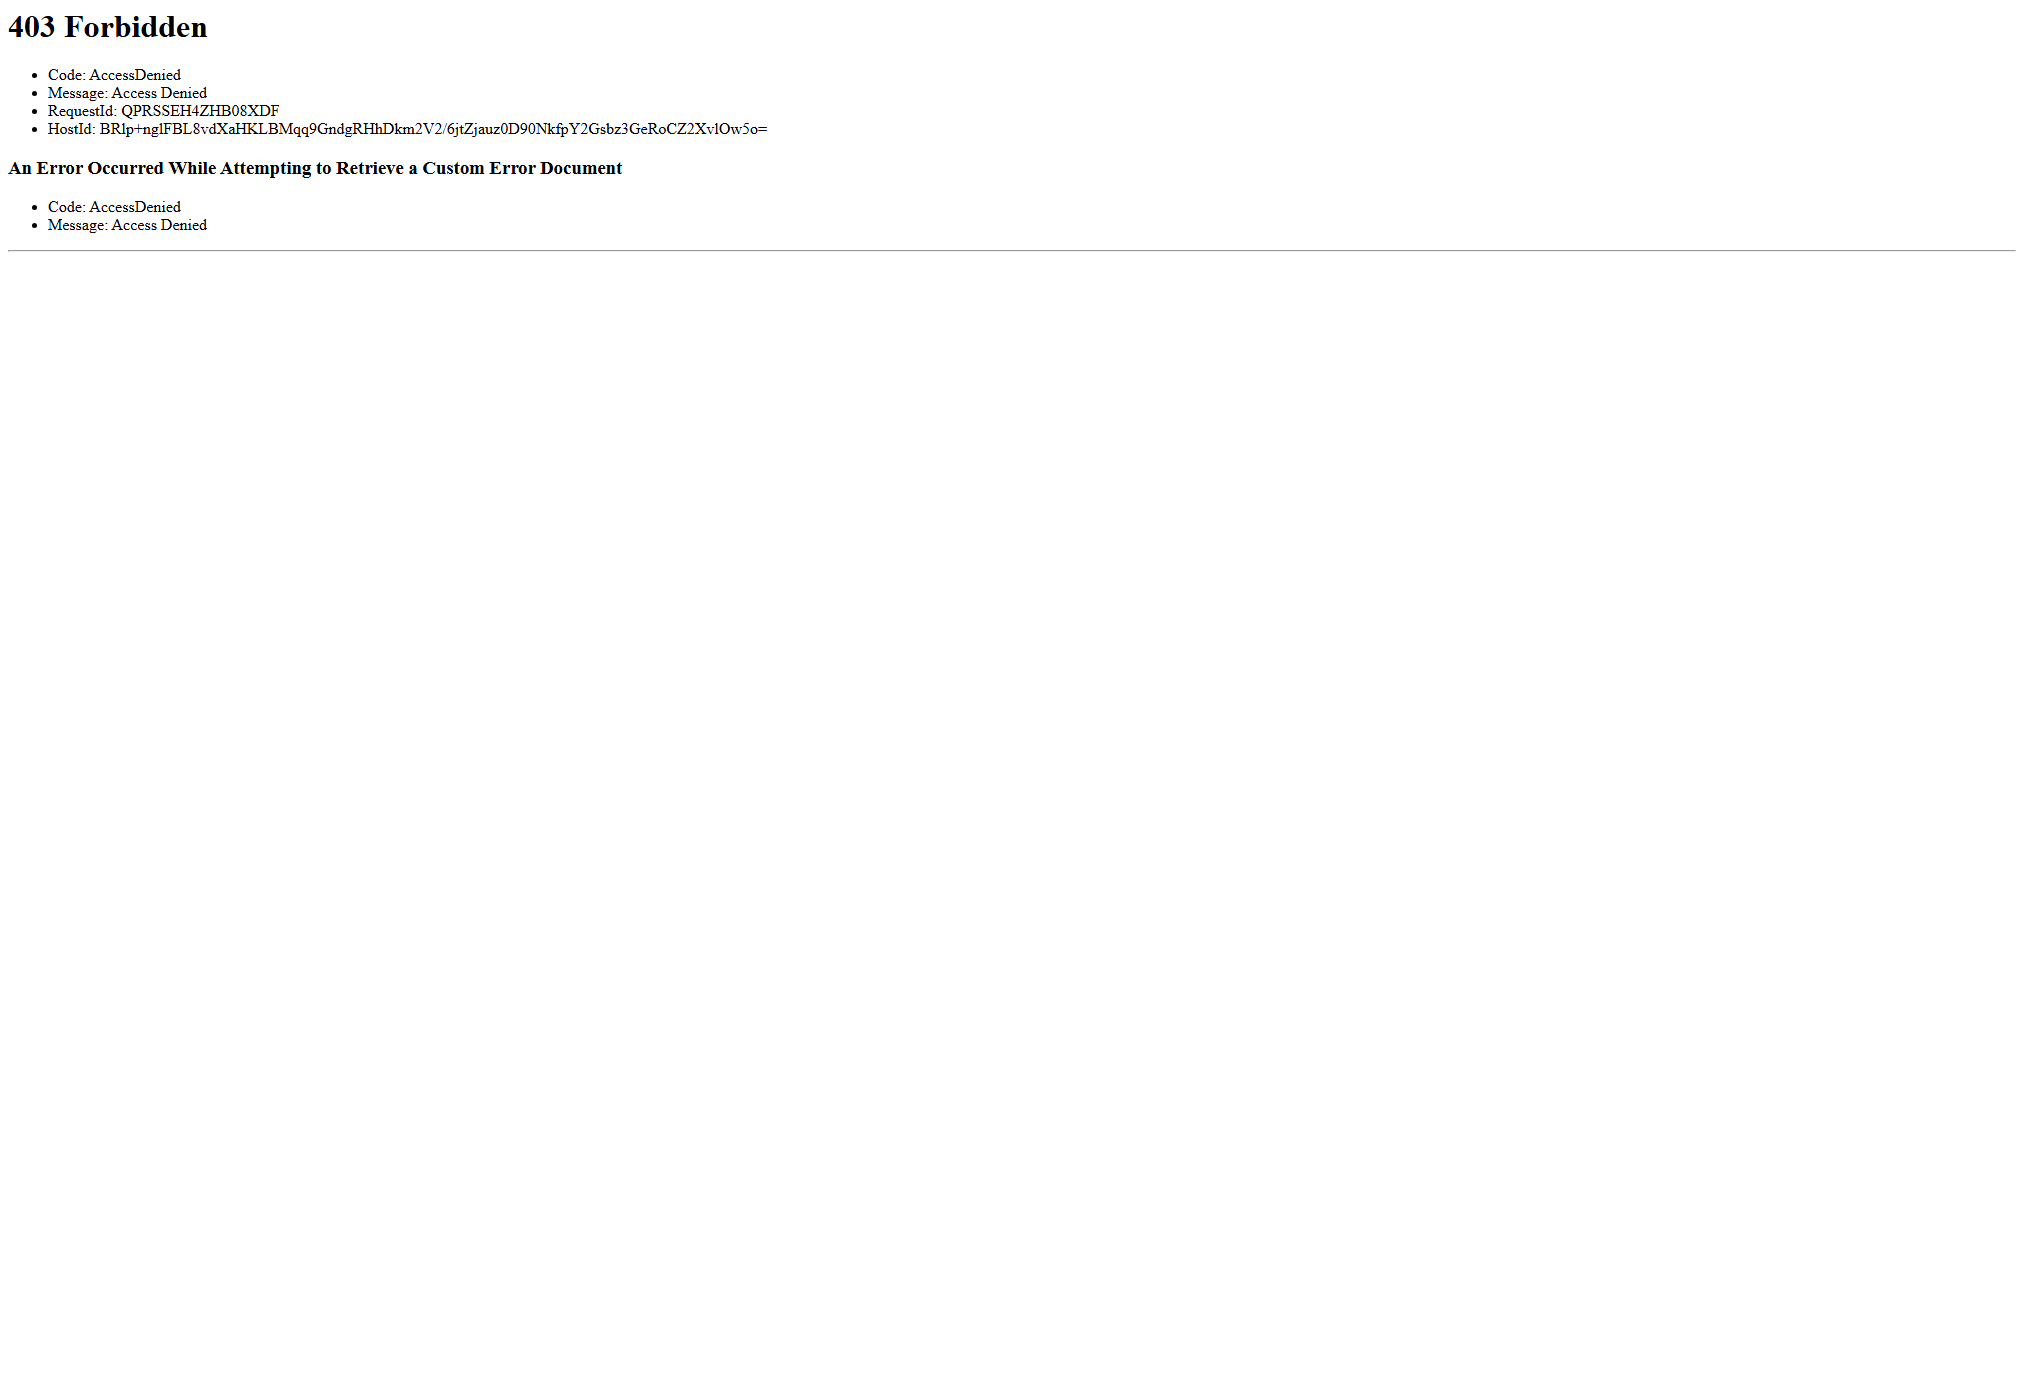 403 Forbidden
Code: AccessDenied
Message: Access Denied
RequestId: QPRSSEH4ZHB08XDF
HostId: BRlp+nglFBL8vdXaHKLBMqq9GndgRHhDkm2V2/6jtZjauz0D90NkfpY2Gsbz3GeRoCZ2XvlOw5o=
An Error Occurred While Attempting to Retrieve a Custom Error Document
Code: AccessDenied
Message: Access Denied